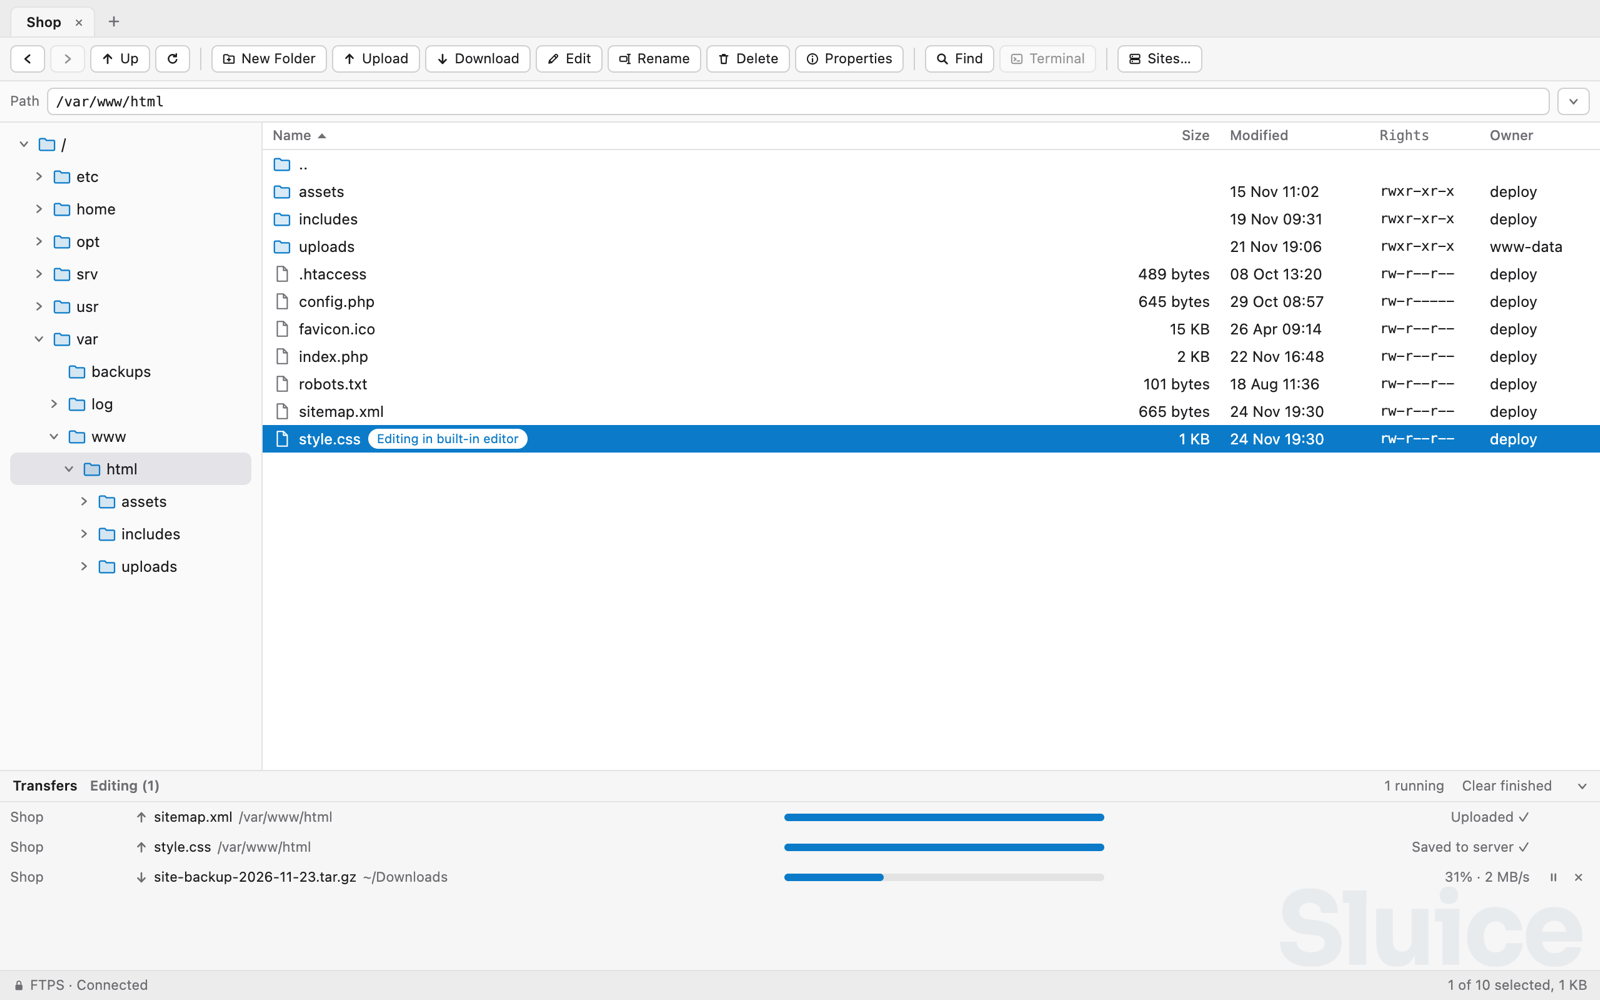 Shop
Up
New Folder
Upload
Download
Edit
Rename
Delete
Properties
Find
Terminal
Sites...
Path
/var/www/html
/
etc
home
opt
srv
usr
var
backups
log
www
html
assets
includes
uploads
Name Size Modified Rights Owner
..
assets 15 Nov 11:02 rwxr-xr-x deploy
includes 19 Nov 09:31 rwxr-xr-x deploy
uploads 21 Nov 19:06 rwxr-xr-x www-data
.htaccess 489 bytes 08 Oct 13:20 rw-r--r-- deploy
config.php 645 bytes 29 Oct 08:57 rw-r----- deploy
favicon.ico 15 KB 26 Apr 09:14 rw-r--r-- deploy
index.php 2 KB 22 Nov 16:48 rw-r--r-- deploy
robots.txt 101 bytes 18 Aug 11:36 rw-r--r-- deploy
sitemap.xml 665 bytes 24 Nov 19:30 rw-r--r-- deploy
style.css Editing in built-in editor 1 KB 24 Nov 19:30 rw-r--r-- deploy
Transfers Editing (1) 1 running Clear finished
Shop sitemap.xml /var/www/html Uploaded ✓
Shop style.css /var/www/html Saved to server ✓
Shop site-backup-2026-11-23.tar.gz ~/Downloads 31% · 2 MB/s
Sluice
FTPS · Connected
1 of 10 selected, 1 KB